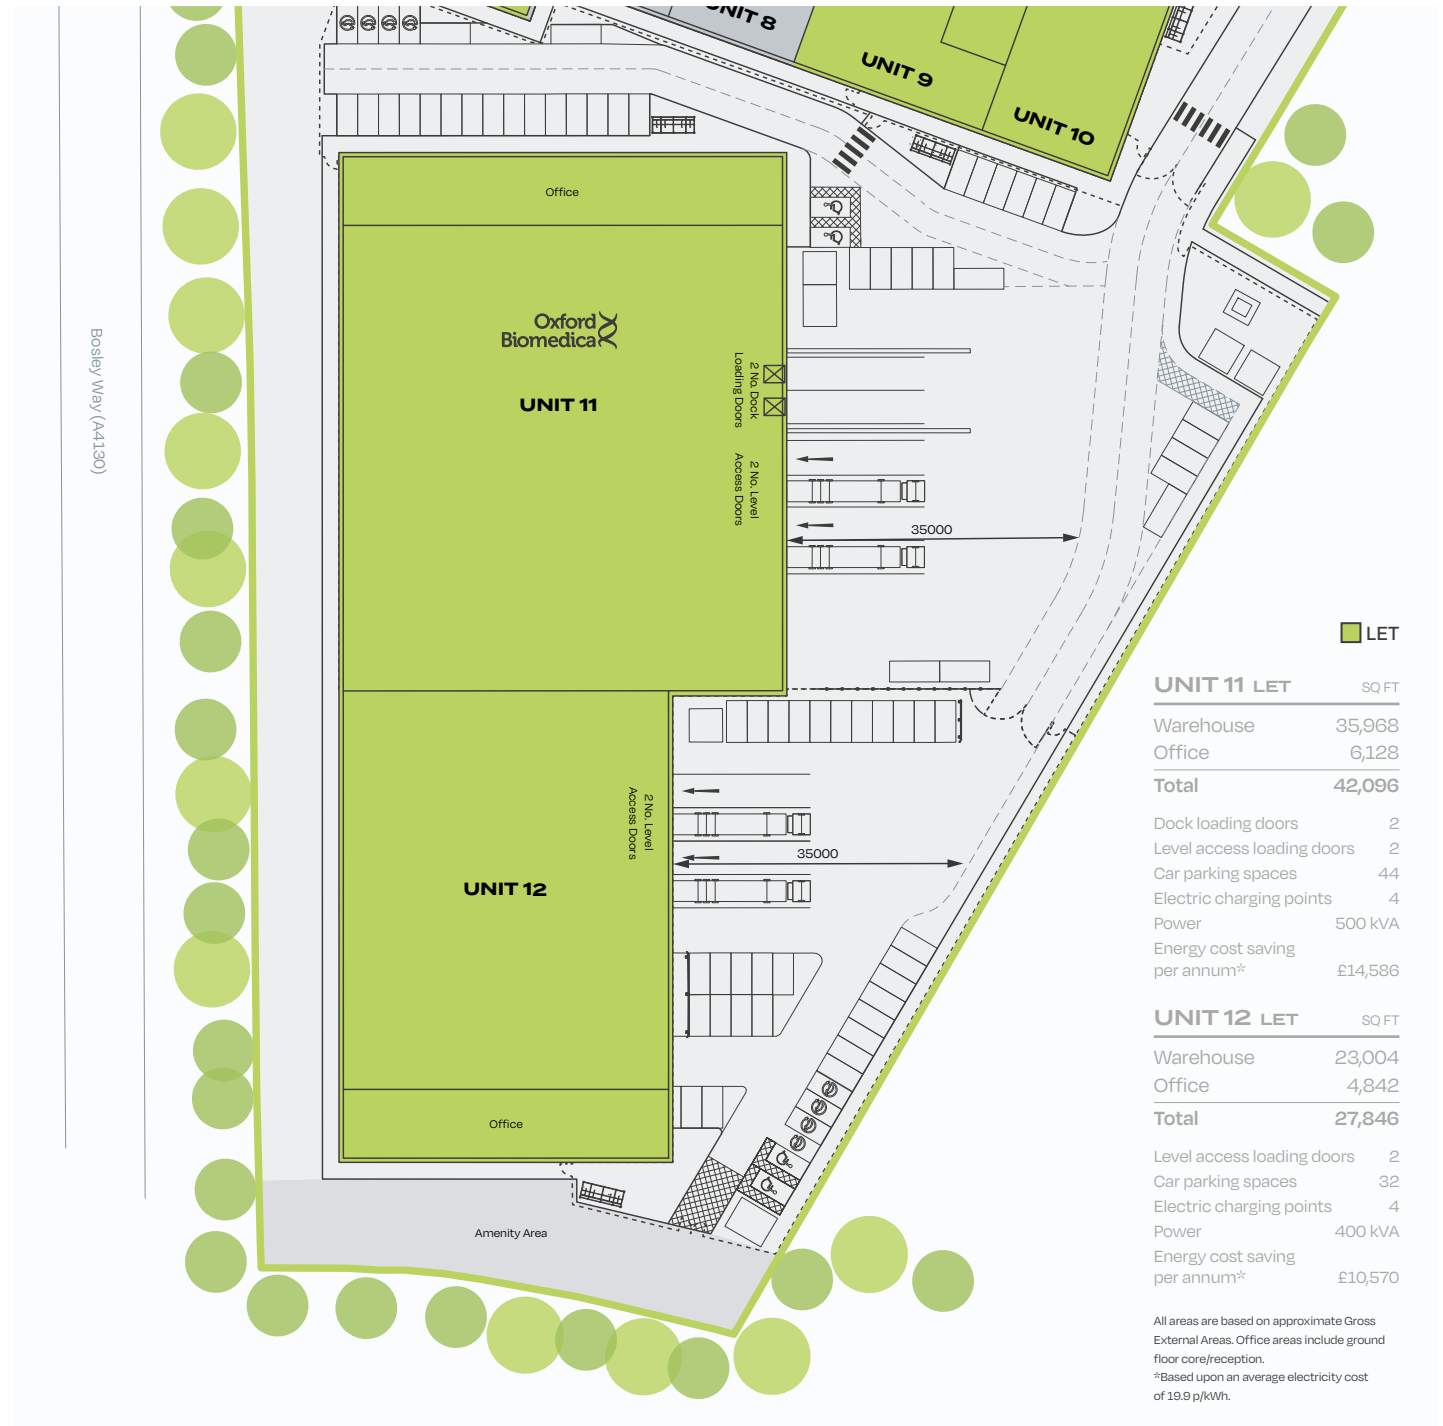 UNIT 8
UNIT 9
UNIT 10
Office
Oxford
Biomedica
UNIT 11
2 No. Dock
Loading Doors
2 No. Level
Access Doors
35000
Bosley Way (A4130)
2 No. Level
Access Doors
35000
UNIT 12
Office
Amenity Area
LET
UNIT 11 LET SQ FT
Warehouse 35,968
Office 6,128
Total 42,096
Dock loading doors 2
Level access loading doors 2
Car parking spaces 44
Electric charging points 4
Power 500 kVA
Energy cost saving
per annum* £14,586
UNIT 12 LET SQ FT
Warehouse 23,004
Office 4,842
Total 27,846
Level access loading doors 2
Car parking spaces 32
Electric charging points 4
Power 400 kVA
Energy cost saving
per annum* £10,570
All areas are based on approximate Gross
External Areas. Office areas include ground
floor core/reception.
*Based upon an average electricity cost
of 19.9 p/kWh.